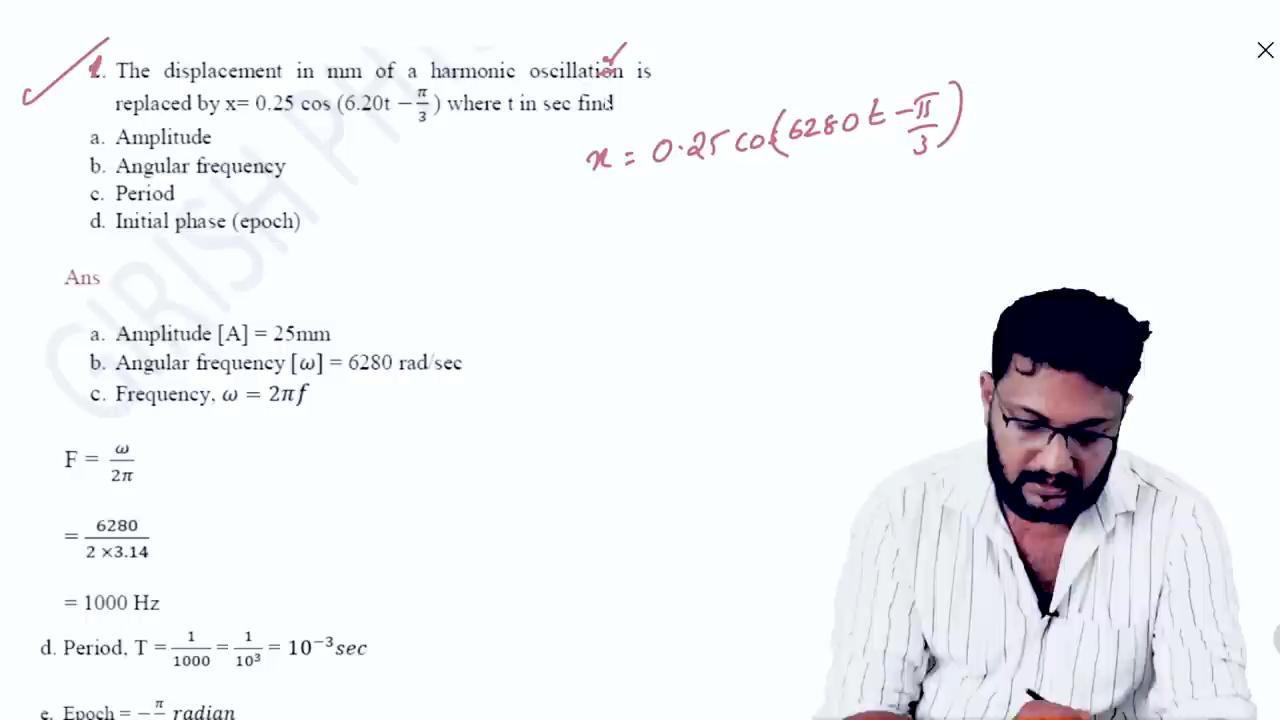 1. The displacement in mm of a harmonic oscillation is
replaced by x= 0.25 cos (6.20t − π/3) where t in sec find
a. Amplitude
b. Angular frequency
c. Period
d. Initial phase (epoch)
x = 0.25 cos(6280t − π/3)
Ans
a. Amplitude [A] = 25mm
b. Angular frequency [ω] = 6280 rad/sec
c. Frequency, ω = 2πf
F = ω/2π
= 6280/2 ×3.14
= 1000 Hz
d. Period, T = 1/1000 = 1/10³ = 10⁻³sec
e. Epoch = − π radian